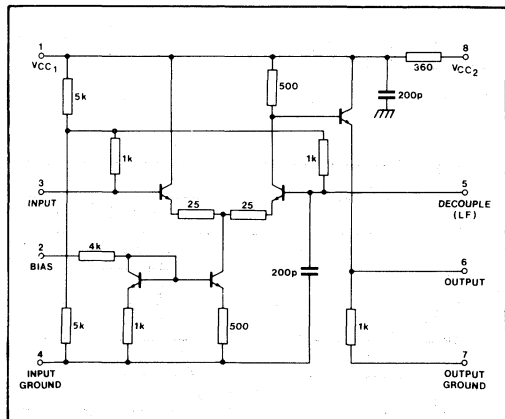 1
VCC1
8
VCC2
360
5k
500
200p
1k
1k
3
INPUT
5
DECOUPLE
(LF)
25
25
2
BIAS
4k
200p
6
OUTPUT
5k
1k
500
1k
4
INPUT
GROUND
7
OUTPUT
GROUND